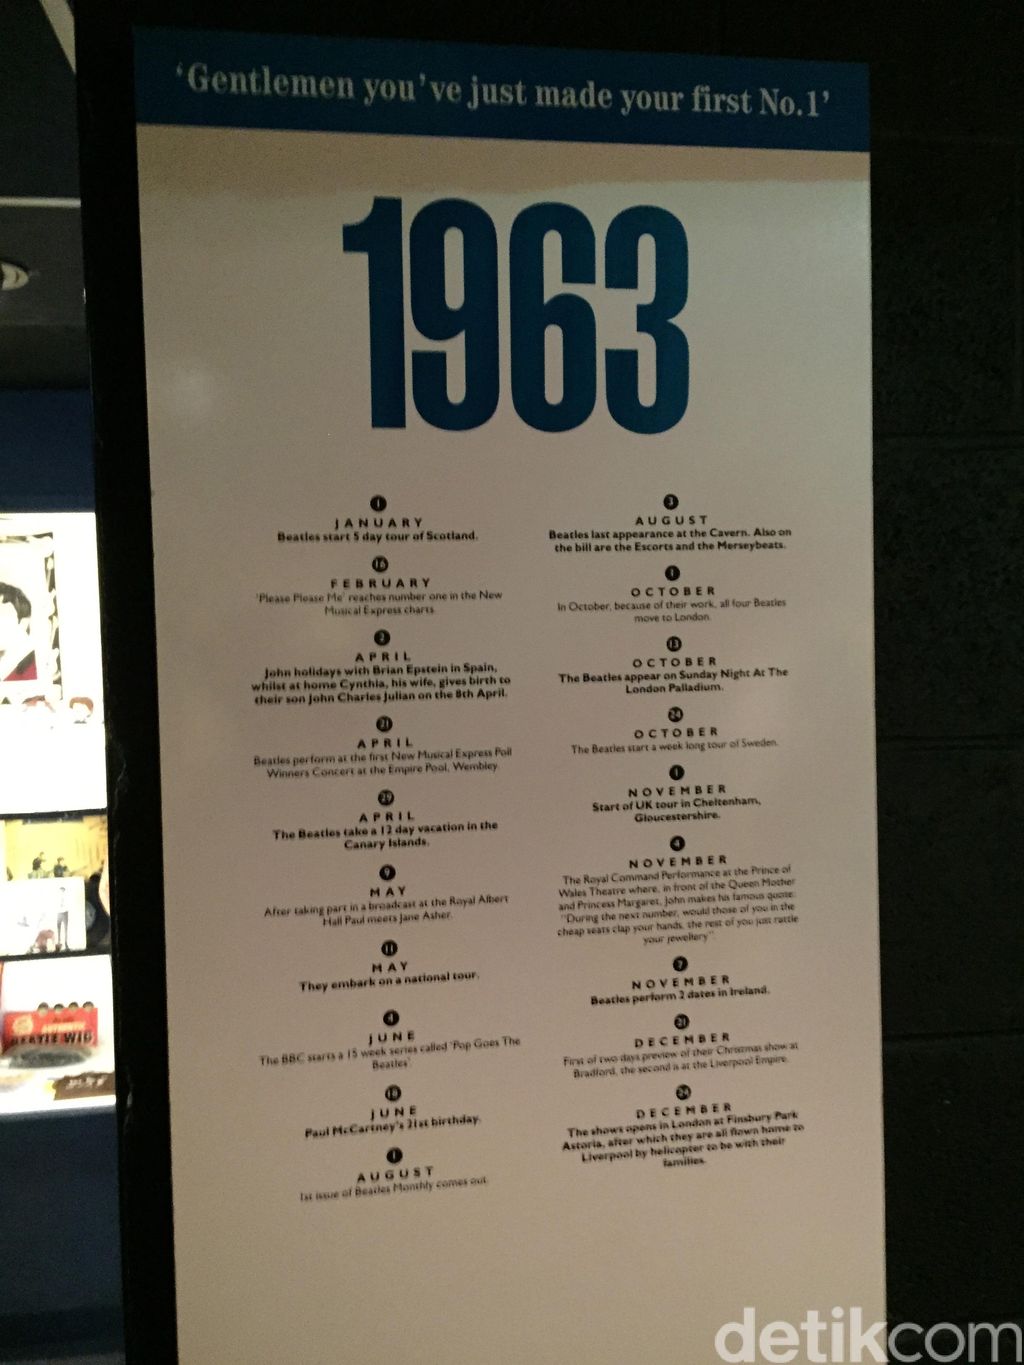 ‘Gentlemen you’ve just made your first No.1’
1963
1
JANUARY
Beatles start 5 day tour of Scotland.
16
FEBRUARY
'Please Please Me' reaches number one in the New
Musical Express charts.
2
APRIL
John holidays with Brian Epstein in Spain,
whilst at home Cynthia, his wife, gives birth to
their son John Charles Julian on the 8th April.
21
APRIL
Beatles perform at the first New Musical Express Poll
Winners Concert at the Empire Pool, Wembley.
29
APRIL
The Beatles take a 12 day vacation in the
Canary Islands.
9
MAY
After taking part in a broadcast at the Royal Albert
Hall Paul meets Jane Asher.
11
MAY
They embark on a national tour.
4
JUNE
The BBC starts a 15 week series called 'Pop Goes The
Beatles'.
18
JUNE
Paul McCartney's 21st birthday.
1
AUGUST
1st issue of Beatles Monthly comes out.
3
AUGUST
Beatles last appearance at the Cavern. Also on
the bill are the Escorts and the Merseybeats.
1
OCTOBER
In October, because of their work, all four Beatles
move to London.
13
OCTOBER
The Beatles appear on Sunday Night At The
London Palladium.
24
OCTOBER
The Beatles start a week long tour of Sweden.
1
NOVEMBER
Start of UK tour in Cheltenham,
Gloucestershire.
4
NOVEMBER
The Royal Command Performance at the Prince of
Wales Theatre where, in front of the Queen Mother
and Princess Margaret, John makes his famous quote:
"During the next number, would those of you in the
cheap seats clap your hands, the rest of you just rattle
your jewellery".
7
NOVEMBER
Beatles perform 2 dates in Ireland.
21
DECEMBER
First of two days preview of their Christmas show at
Bradford, the second is at the Liverpool Empire.
24
DECEMBER
The shows opens in London at Finsbury Park
Astoria, after which they are all flown home to
Liverpool by helicopter to be with their
families.
BEATLE WIG
detikcom